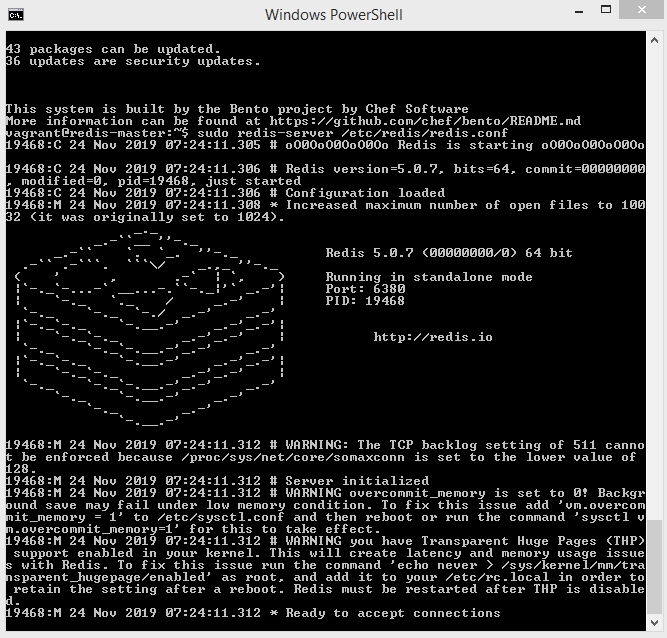 Windows PowerShell
43 packages can be updated.
36 updates are security updates.
This system is built by the Bento project by Chef Software
More information can be found at https://github.com/chef/bento/README.md
vagrant@redis-master:~$ sudo redis-server /etc/redis/redis.conf
19468:C 24 Nov 2019 07:24:11.305 # oO0OoO0OoO0Oo Redis is starting oO0OoO0OoO0Oo
19468:C 24 Nov 2019 07:24:11.306 # Redis version=5.0.7, bits=64, commit=00000000
, modified=0, pid=19468, just started
19468:C 24 Nov 2019 07:24:11.306 # Configuration loaded
19468:M 24 Nov 2019 07:24:11.308 * Increased maximum number of open files to 100
32 (it was originally set to 1024).
Redis 5.0.7 (00000000/0) 64 bit
Running in standalone mode
Port: 6380
PID: 19468
http://redis.io
19468:M 24 Nov 2019 07:24:11.312 # WARNING: The TCP backlog setting of 511 canno
t be enforced because /proc/sys/net/core/somaxconn is set to the lower value of
128.
19468:M 24 Nov 2019 07:24:11.312 # Server initialized
19468:M 24 Nov 2019 07:24:11.312 # WARNING overcommit_memory is set to 0! Backgr
ound save may fail under low memory condition. To fix this issue add 'vm.overcom
mit_memory = 1' to /etc/sysctl.conf and then reboot or run the command 'sysctl v
m.overcommit_memory=1' for this to take effect.
19468:M 24 Nov 2019 07:24:11.312 # WARNING you have Transparent Huge Pages (THP)
support enabled in your kernel. This will create latency and memory usage issue
s with Redis. To fix this issue run the command 'echo never > /sys/kernel/mm/tra
nsparent_hugepage/enabled' as root, and add it to your /etc/rc.local in order to
retain the setting after a reboot. Redis must be restarted after THP is disable
d.
19468:M 24 Nov 2019 07:24:11.312 * Ready to accept connections